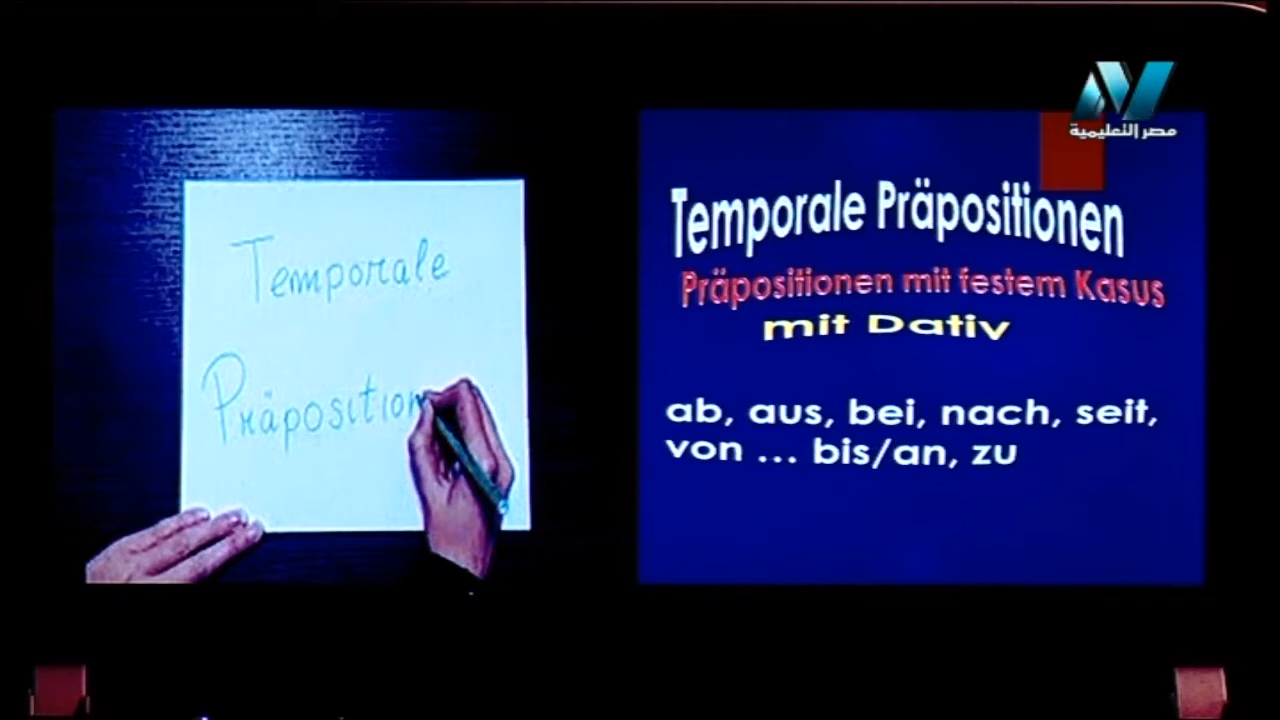 Temporale
Präposition
مصر التعليمية
Temporale Präpositionen
Präpositionen mit festem Kasus
mit Dativ
ab, aus, bei, nach, seit,
von ... bis/an, zu